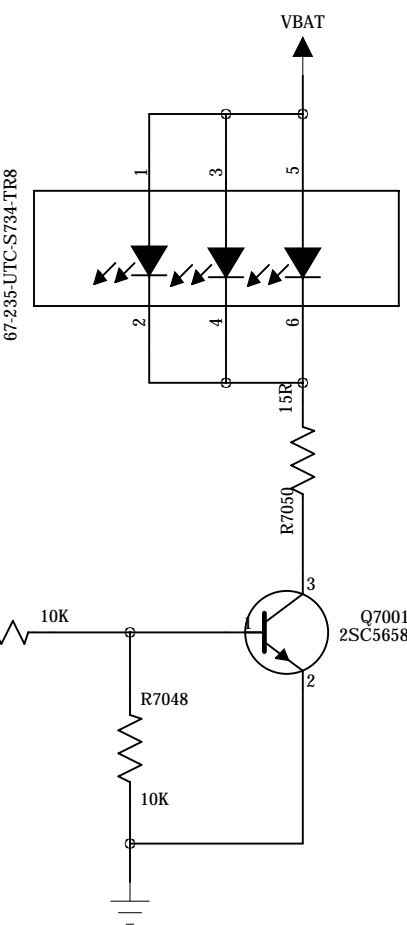 VBAT
67-235-UTC-S734-TR8
1
3
5
2
4
6
15R
R7050
3
10K
1
Q7001
2SC5658
2
R7048
10K